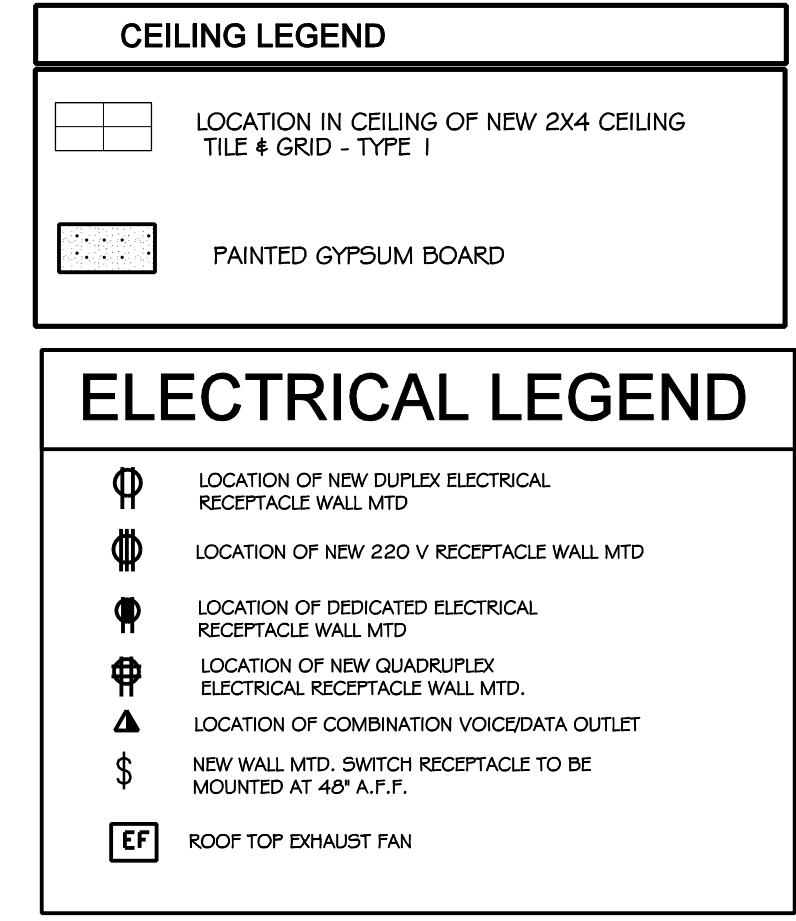 CEILING LEGEND
LOCATION IN CEILING OF NEW 2X4 CEILING
TILE & GRID - TYPE 1
PAINTED GYPSUM BOARD
ELECTRICAL LEGEND
LOCATION OF NEW DUPLEX ELECTRICAL
RECEPTACLE WALL MTD
LOCATION OF NEW 220 V RECEPTACLE WALL MTD
LOCATION OF DEDICATED ELECTRICAL
RECEPTACLE WALL MTD
LOCATION OF NEW QUADRUPLEX
ELECTRICAL RECEPTACLE WALL MTD.
LOCATION OF COMBINATION VOICE/DATA OUTLET
$ NEW WALL MTD. SWITCH RECEPTACLE TO BE
MOUNTED AT 48" A.F.F.
EF ROOF TOP EXHAUST FAN